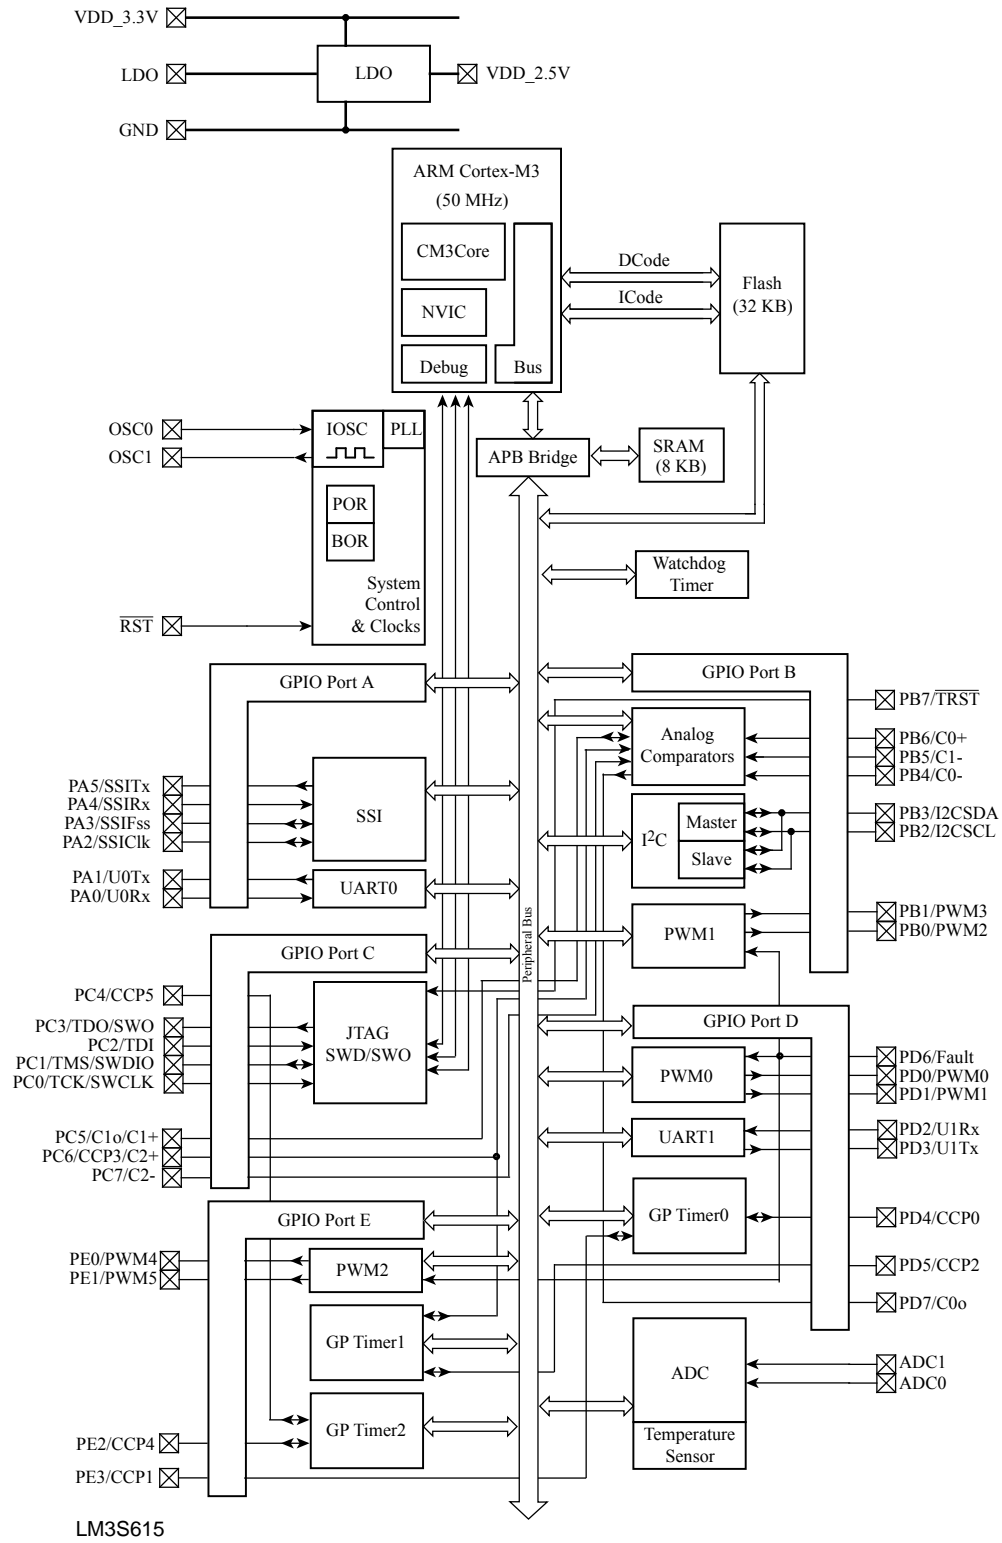 VDD_3.3V
LDO
LDO
VDD_2.5V
GND
ARM Cortex-M3
(50 MHz)
CM3Core
NVIC
Debug
Bus
DCode
ICode
Flash
(32 KB)
OSC0
OSC1
IOSC
PLL
POR
BOR
System
Control
& Clocks
RST
APB Bridge
SRAM
(8 KB)
Watchdog
Timer
GPIO Port A
PA5/SSITx
PA4/SSIRx
PA3/SSIFss
PA2/SSIClk
SSI
PA1/U0Tx
PA0/U0Rx
UART0
GPIO Port B
PB7/TRST
Analog
Comparators
PB6/C0+
PB5/C1-
PB4/C0-
I2C
Master
Slave
PB3/I2CSDA
PB2/I2CSCL
PWM1
PB1/PWM3
PB0/PWM2
Peripheral Bus
GPIO Port C
PC4/CCP5
PC3/TDO/SWO
PC2/TDI
PC1/TMS/SWDIO
PC0/TCK/SWCLK
JTAG
SWD/SWO
PC5/C1o/C1+
PC6/CCP3/C2+
PC7/C2-
GPIO Port D
PWM0
PD6/Fault
PD0/PWM0
PD1/PWM1
UART1
PD2/U1Rx
PD3/U1Tx
GP Timer0
PD4/CCP0
PD5/CCP2
PD7/C0o
GPIO Port E
PE0/PWM4
PE1/PWM5
PWM2
GP Timer1
GP Timer2
PE2/CCP4
PE3/CCP1
ADC
ADC1
ADC0
Temperature
Sensor
LM3S615